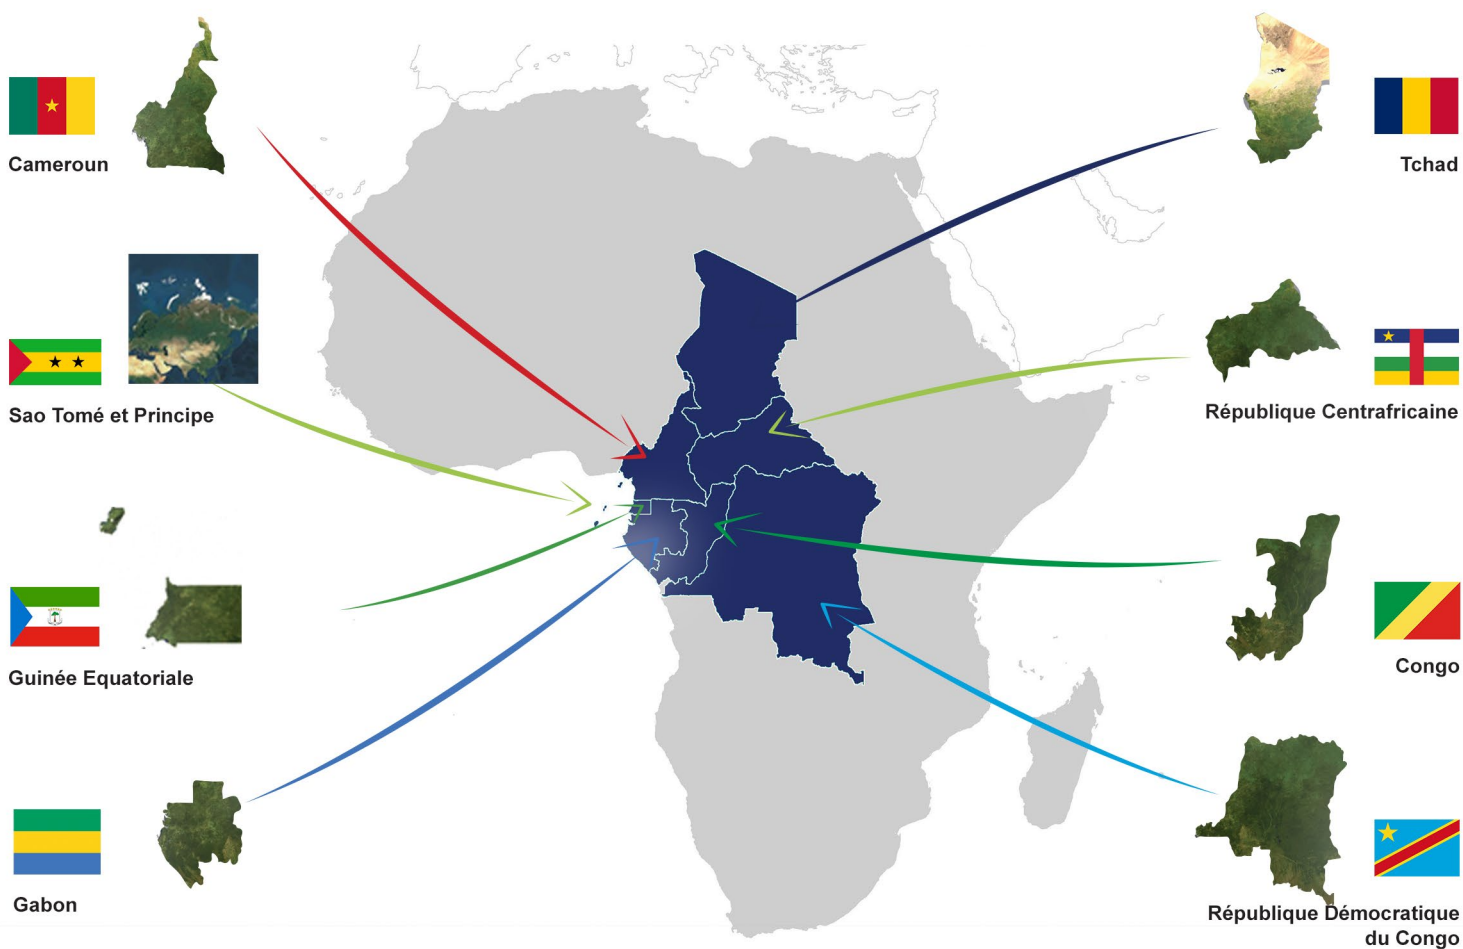 Cameroun
Tchad
Sao Tomé et Principe
République Centrafricaine
Guinée Equatoriale
Congo
Gabon
République Démocratique
du Congo